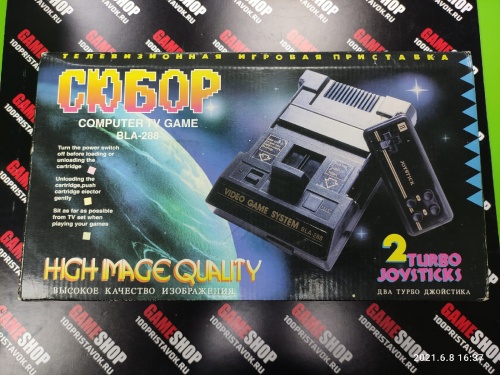 ТЕЛЕВИЗИОННАЯ ИГРОВАЯ ПРИСТАВКА
СЮБОР
COMPUTER TV GAME
BLA-288
Turn the power switch
off before loading or
unloading the
cartridge
Unloading the
cartridge,push
cartridge ejector
gently
Sit as far as possible
from TV set when
playing your games
VIDEO GAME SYSTEM BLA-288
JOYSTICK
2 TURBO
JOYSTICKS
HIGH IMAGE QUALITY
ВЫСОКОЕ КАЧЕСТВО ИЗОБРАЖЕНИЯ
ДВА ТУРБО ДЖОЙСТИКА
GAMESHOP
100PRISTAVOK.RU
2021.6.8 16:37